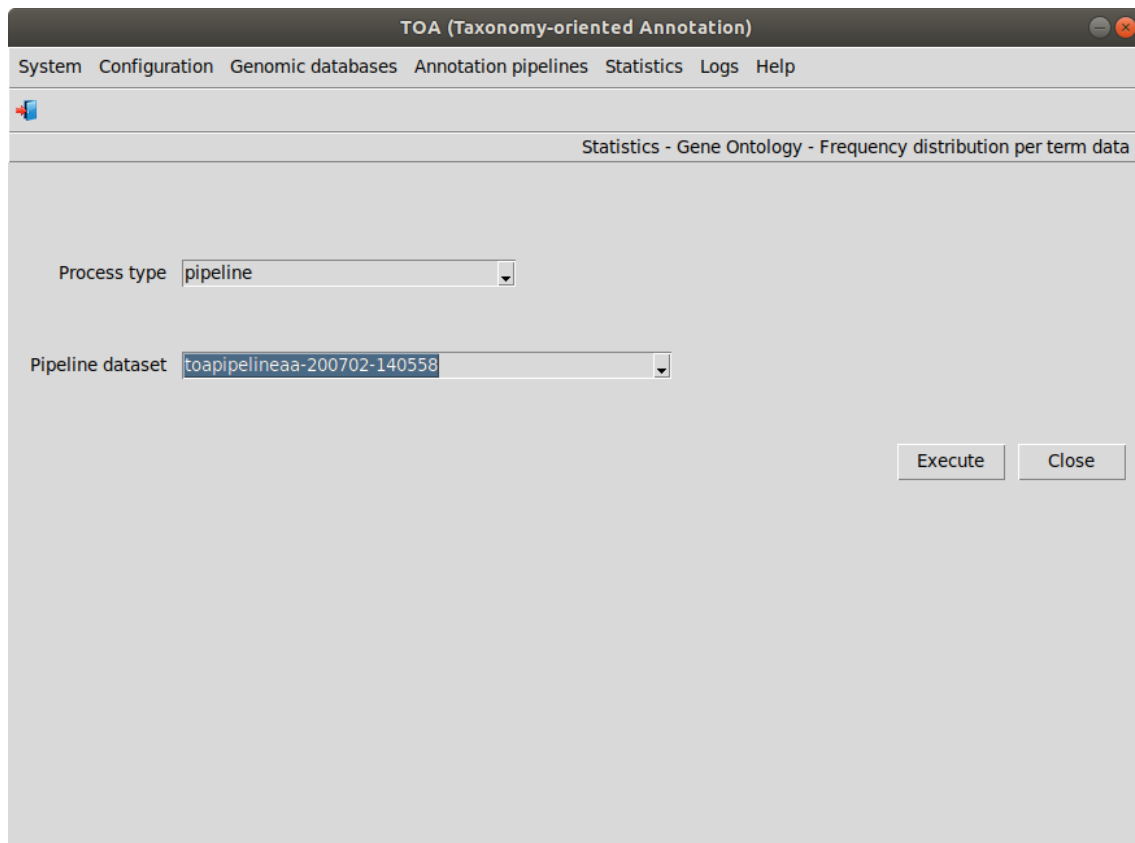 TOA (Taxonomy-oriented Annotation)
System Configuration Genomic databases Annotation pipelines Statistics Logs Help
Statistics - Gene Ontology - Frequency distribution per term data
Process type pipeline
Pipeline dataset toapipelineaa-200702-140558
Execute Close